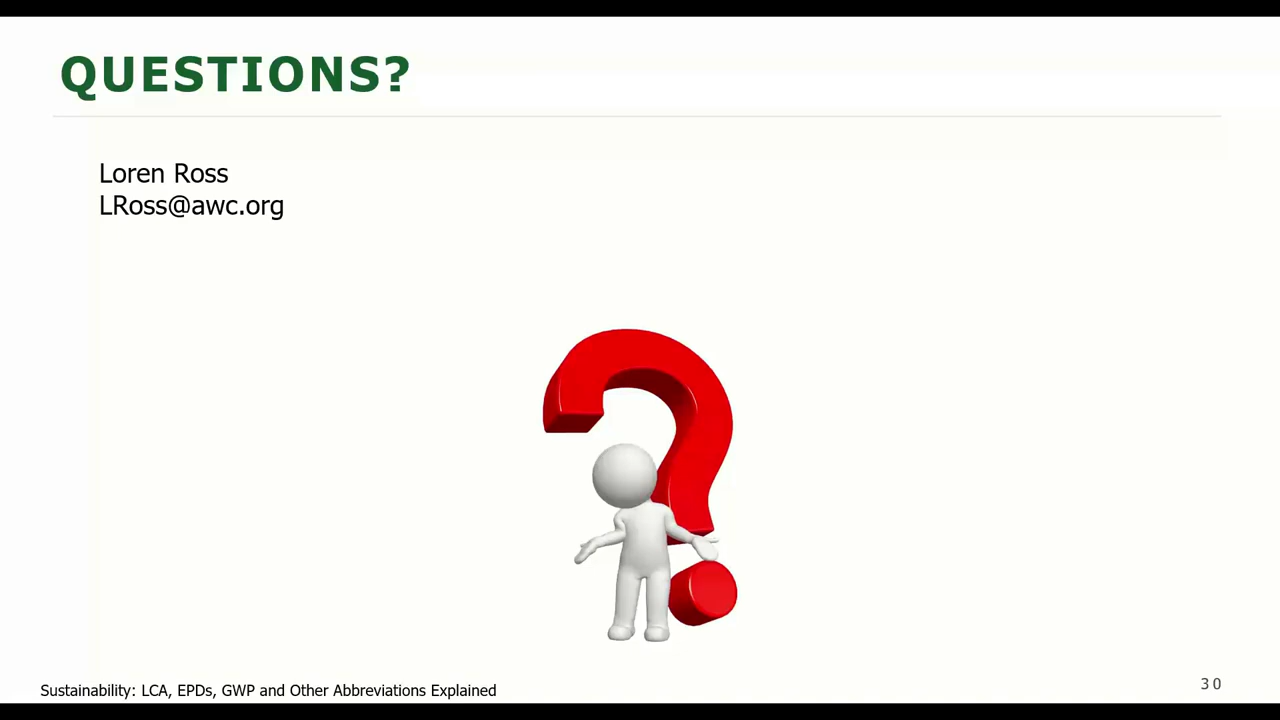 QUESTIONS?
Loren Ross
LRoss@awc.org
Sustainability: LCA, EPDs, GWP and Other Abbreviations Explained
30